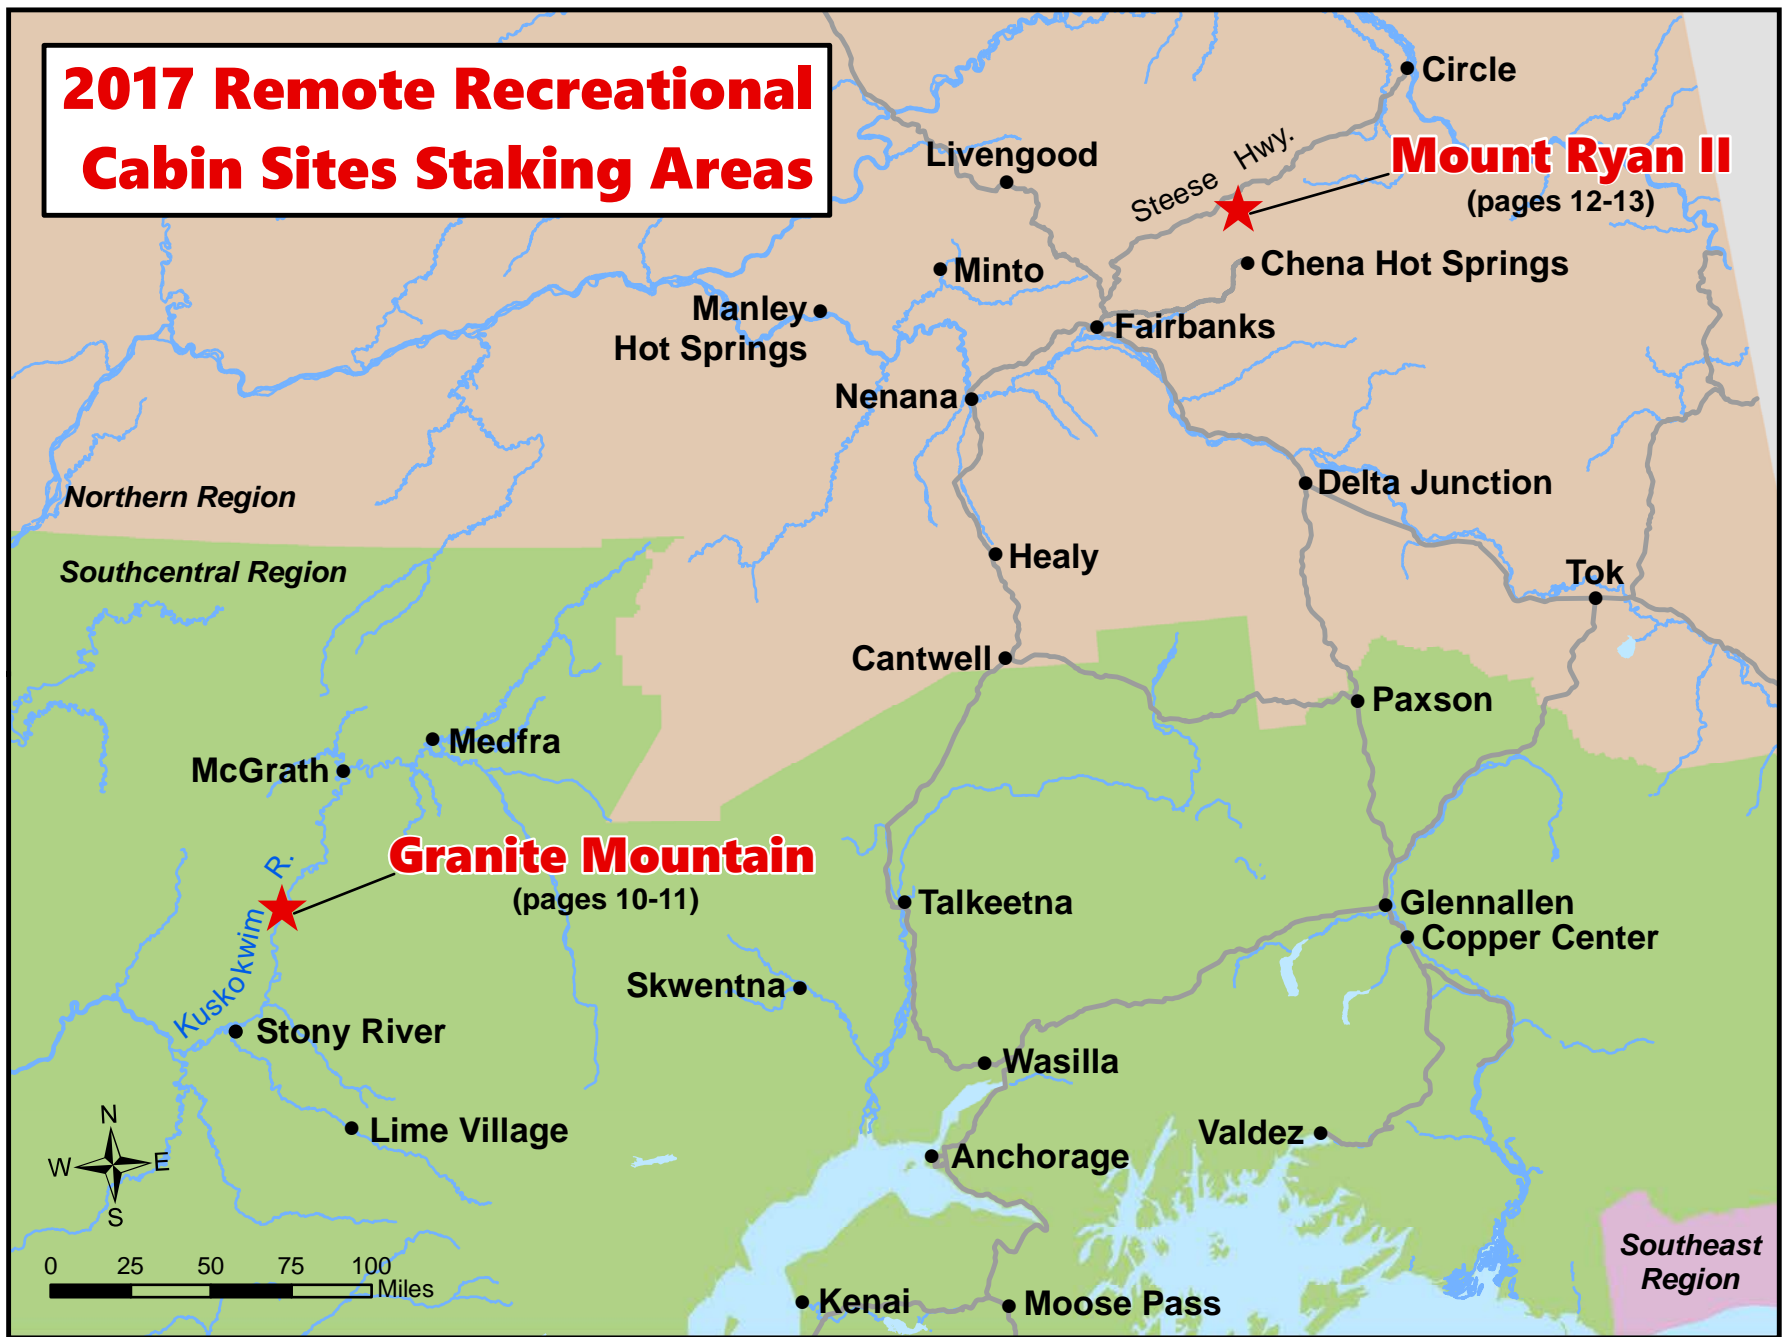 2017 Remote Recreational
Cabin Sites Staking Areas
Circle
Livengood
Steese Hwy.
Mount Ryan II
(pages 12-13)
Minto
Chena Hot Springs
Manley
Hot Springs
Fairbanks
Nenana
Northern Region
Delta Junction
Southcentral Region
Healy
Tok
Cantwell
Paxson
Medfra
McGrath
Granite Mountain
(pages 10-11)
Kuskokwim R.
Talkeetna
Glennallen
Copper Center
Skwentna
Stony River
Wasilla
Lime Village
Valdez
Anchorage
N
W E
S
Southeast
Region
0 25 50 75 100
Miles
Kenai
Moose Pass